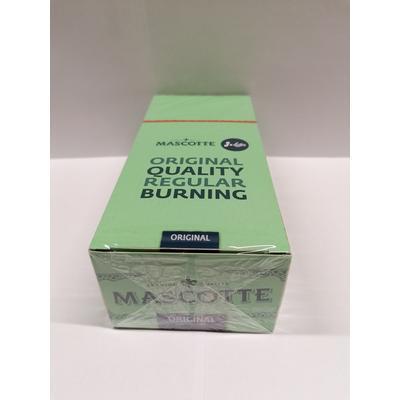 MASCOTTE
ORIGINAL
QUALITY
REGULAR
BURNING
ORIGINAL
MASCOTTE
ORIGINAL